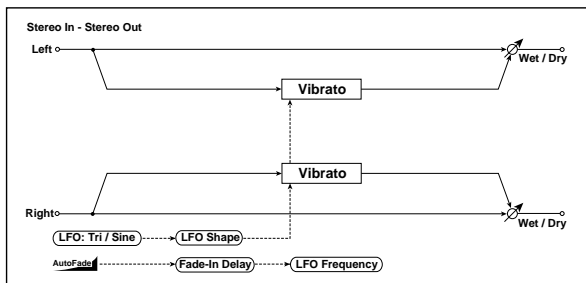 Stereo In - Stereo Out
Left
Wet / Dry
Vibrato
Vibrato
Right
Wet / Dry
LFO: Tri / Sine
LFO Shape
AutoFade
Fade-In Delay
LFO Frequency